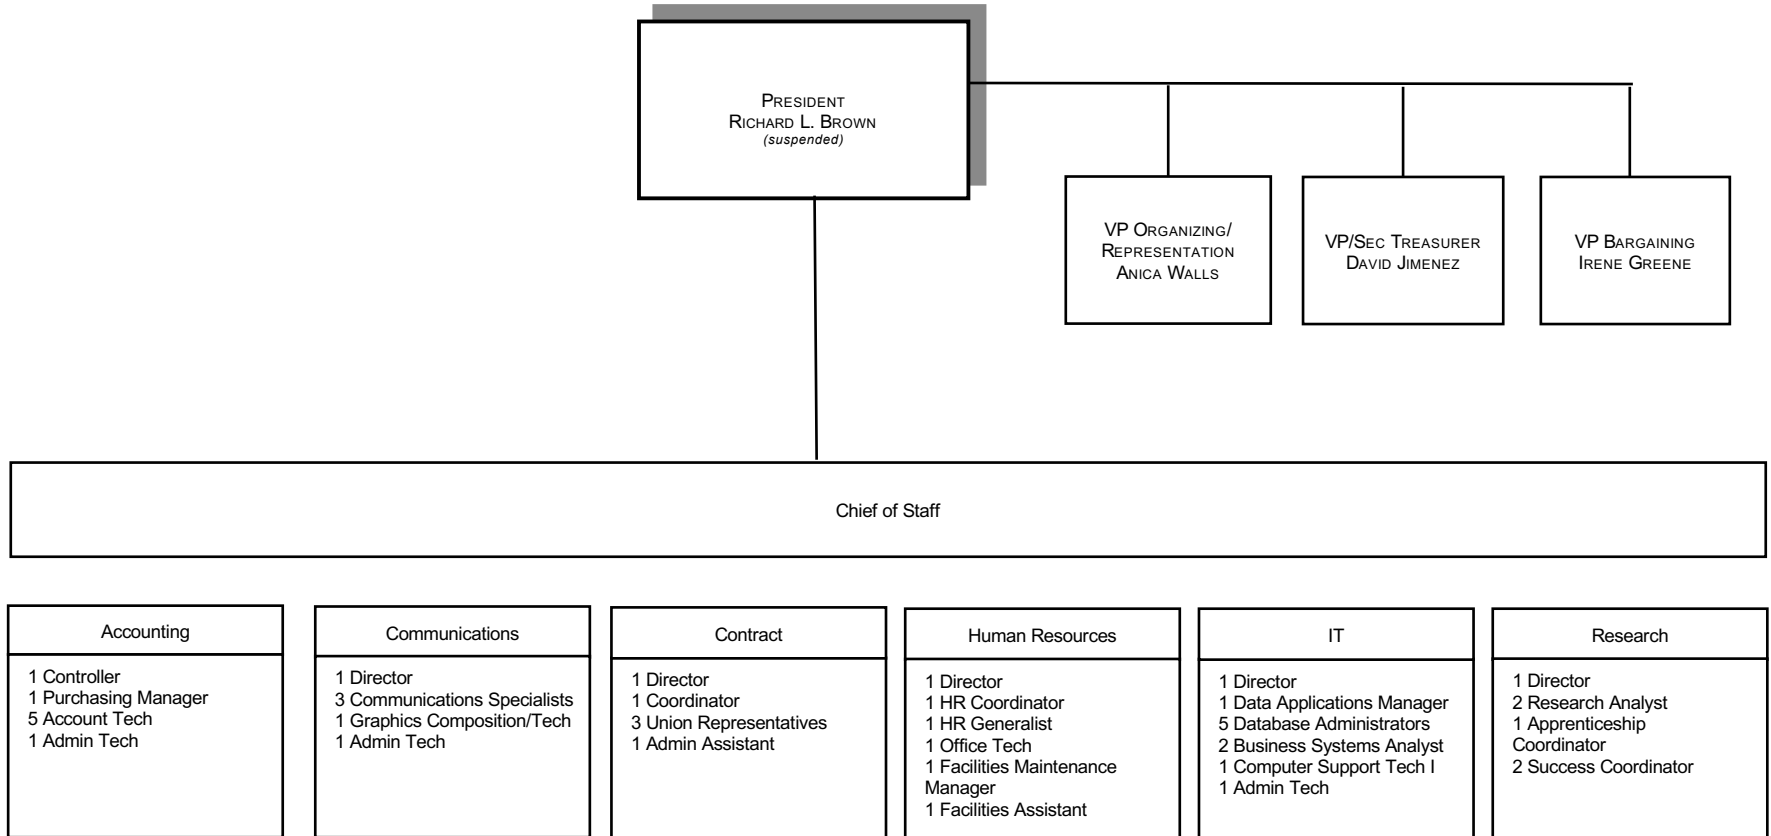 PRESIDENT
RICHARD L. BROWN
(suspended)
VP ORGANIZING/
REPRESENTATION
ANICA WALLS
VP/SEC TREASURER
DAVID JIMENEZ
VP BARGAINING
IRENE GREENE
Chief of Staff
Accounting
1 Controller
1 Purchasing Manager
5 Account Tech
1 Admin Tech
Communications
1 Director
3 Communications Specialists
1 Graphics Composition/Tech
1 Admin Tech
Contract
1 Director
1 Coordinator
3 Union Representatives
1 Admin Assistant
Human Resources
1 Director
1 HR Coordinator
1 HR Generalist
1 Office Tech
1 Facilities Maintenance
Manager
1 Facilities Assistant
IT
1 Director
1 Data Applications Manager
5 Database Administrators
2 Business Systems Analyst
1 Computer Support Tech I
1 Admin Tech
Research
1 Director
2 Research Analyst
1 Apprenticeship
Coordinator
2 Success Coordinator